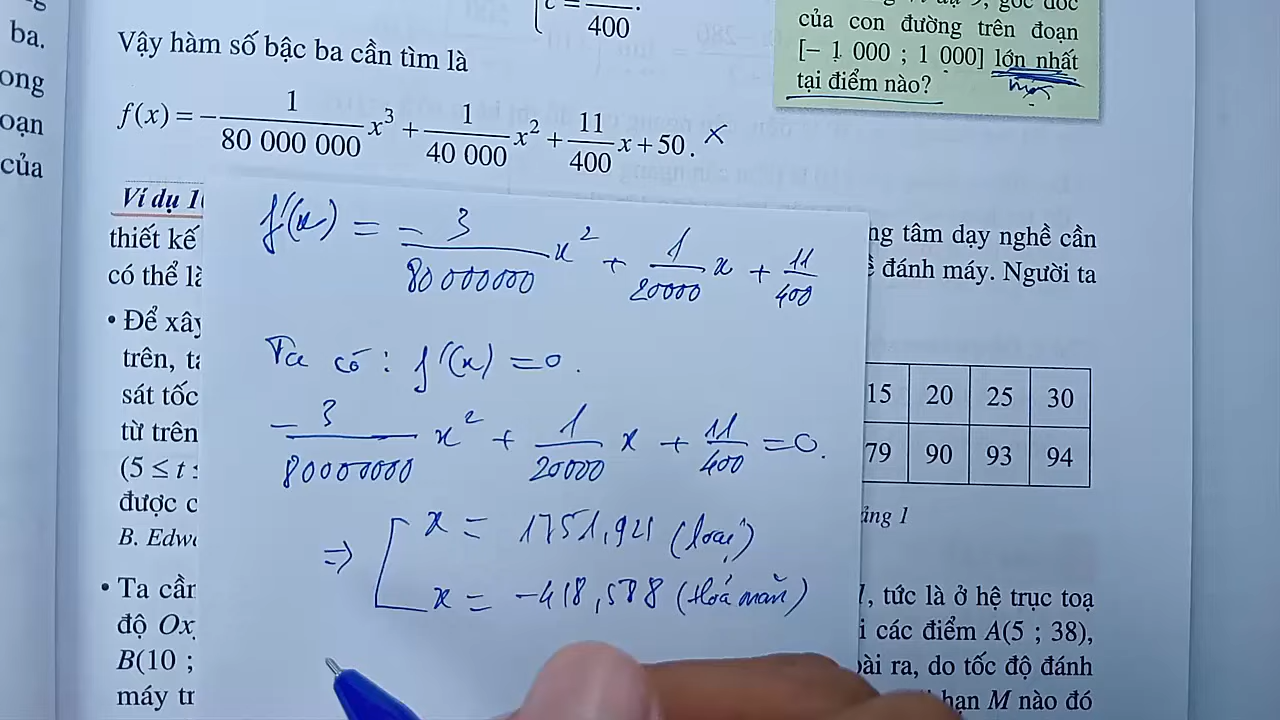 ba.
ong
oạn
của
400
Vậy hàm số bậc ba cần tìm là
f(x) = − 1/80 000 000 x³ + 1/40 000 x² + 11/400 x + 50.
của con đường trên đoạn
[− 1 000 ; 1 000] lớn nhất
tại điểm nào?
Ví dụ 1
thiết kế
có thể là
• Để xây
trên, ta
sát tốc
từ trên
(5 ≤ t ≤
được c
B. Edwa
• Ta cần
độ Ox
B(10 ;
máy tr
f'(x) = −3/80000000 x² + 1/20000 x + 11/400
Ta có : f'(x) = 0.
−3/80000000 x² + 1/20000 x + 11/400 = 0.
⇒ [ x = 1751,921 (loại)
x = −418,588 (thoả mãn)
ng tâm dạy nghề cần
đánh máy. Người ta
15 20 25 30
79 90 93 94
ảng 1
, tức là ở hệ trục toạ
i các điểm A(5 ; 38),
ài ra, do tốc độ đánh
hạn M nào đó